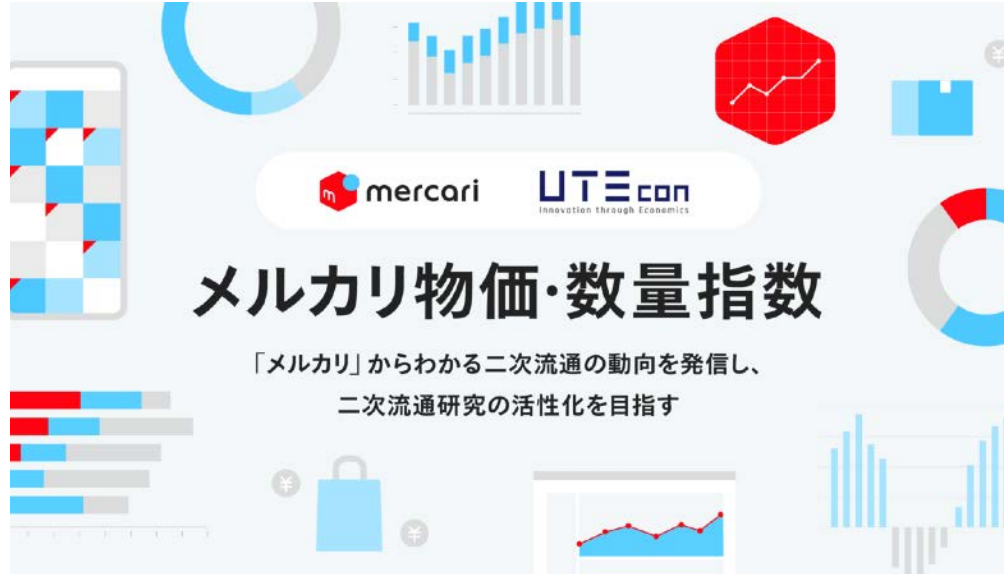 mercari
UTEcon
Innovation through Economics
メルカリ物価・数量指数
「メルカリ」からわかる二次流通の動向を発信し、
二次流通研究の活性化を目指す
¥
¥
¥